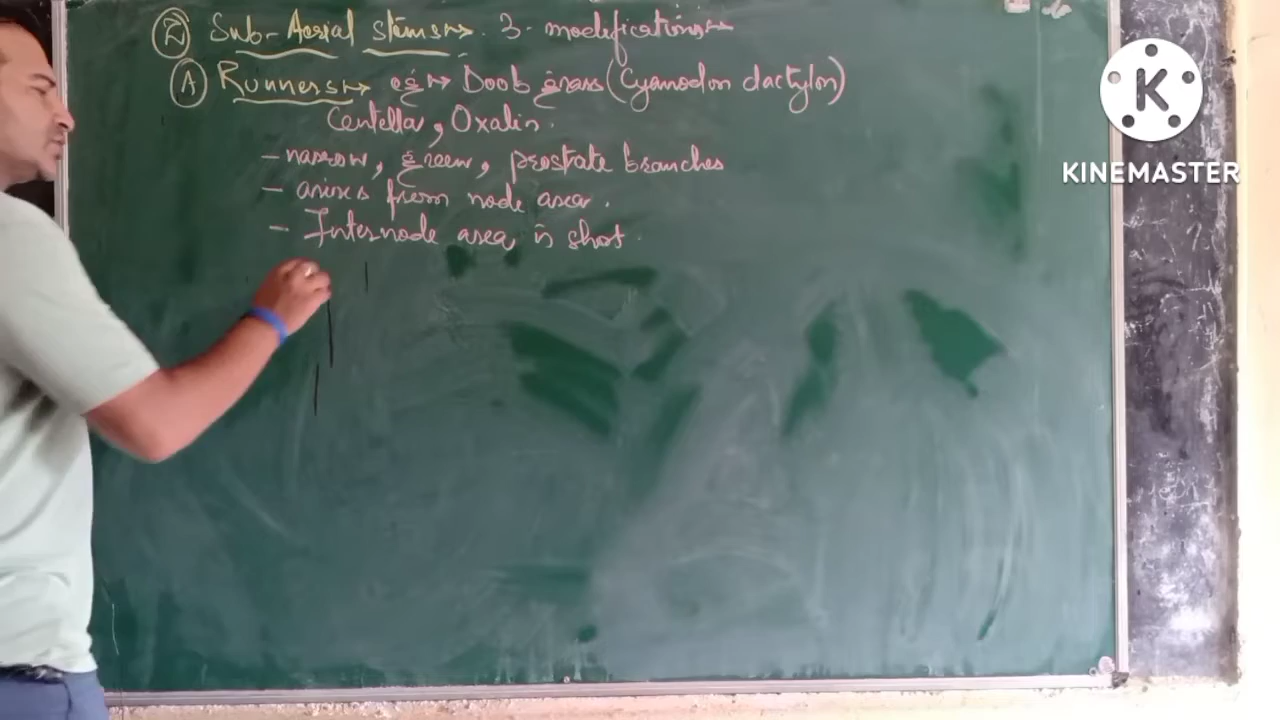 ② Sub-Aerial stems↦ 3- modifications↦
Ⓐ Runners↦ eg↦ Doob grass (Cyanodon dactylon)
Centella, Oxalis.
- narrow, green, prostate branches
- arises from node area.
- Internode area is short.
K
KINEMASTER